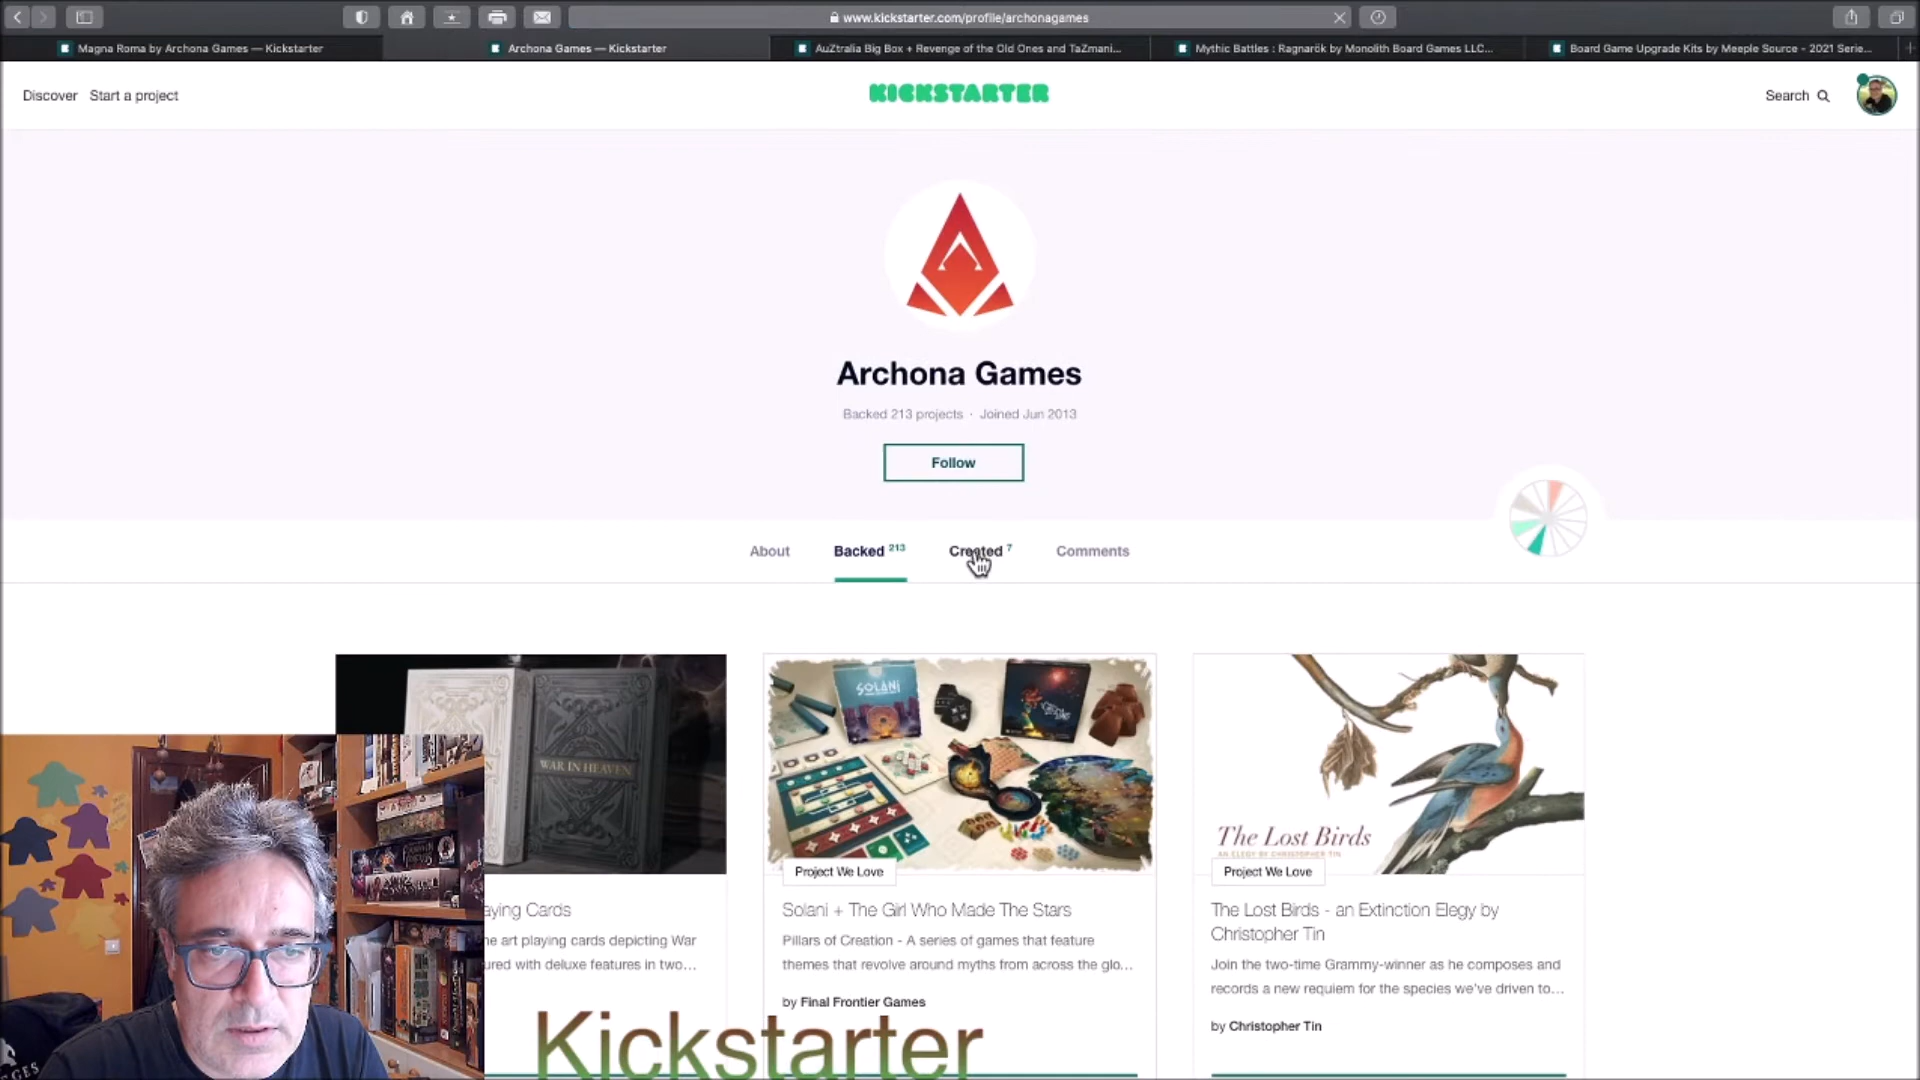 www.kickstarter.com/profile/archonagames
Magna Roma by Archona Games — Kickstarter
Archona Games — Kickstarter
AuZtralia Big Box + Revenge of the Old Ones and TaZmani...
Mythic Battles : Ragnarök by Monolith Board Games LLC...
Board Game Upgrade Kits by Meeple Source - 2021 Serie...
Discover
Start a project
KICKSTARTER
Search
Archona Games
Backed 213 projects · Joined Jun 2013
Follow
About
Backed 213
Created 7
Comments
WAR IN HEAVEN
SOLANI
The Lost Birds
AN ELEGY BY CHRISTOPHER TIN
Project We Love
Project We Love
aying Cards
ne art playing cards depicting War
ured with deluxe features in two...
Solani + The Girl Who Made The Stars
Pillars of Creation - A series of games that feature
themes that revolve around myths from across the glo...
by Final Frontier Games
The Lost Birds - an Extinction Elegy by
Christopher Tin
Join the two-time Grammy-winner as he composes and
records a new requiem for the species we've driven to...
by Christopher Tin
Kickstarter